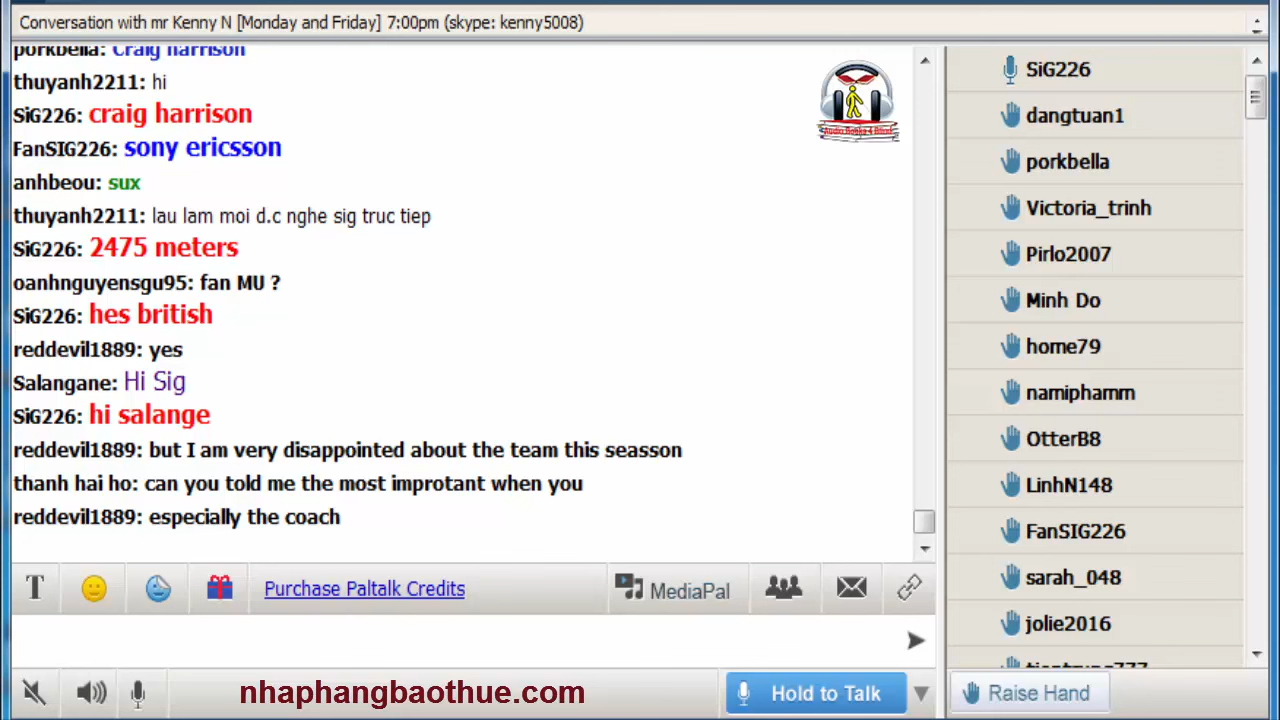 Conversation with mr Kenny N [Monday and Friday] 7:00pm (skype: kenny5008)
porkbella: Craig harrison
thuyanh2211: hi
SiG226: craig harrison
FanSIG226: sony ericsson
anhbeou: sux
thuyanh2211: lau lam moi d.c nghe sig truc tiep
SiG226: 2475 meters
oanhnguyensgu95: fan MU ?
SiG226: hes british
reddevil1889: yes
Salangane: Hi Sig
SiG226: hi salange
reddevil1889: but I am very disappointed about the team this seasson
thanh hai ho: can you told me the most improtant when you
reddevil1889: especially the coach
Audio Books 4 Blind
T
Purchase Paltalk Credits
MediaPal
nhaphangbaothue.com
Hold to Talk
SiG226
dangtuan1
porkbella
Victoria_trinh
Pirlo2007
Minh Do
home79
namiphamm
OtterB8
LinhN148
FanSIG226
sarah_048
jolie2016
Raise Hand